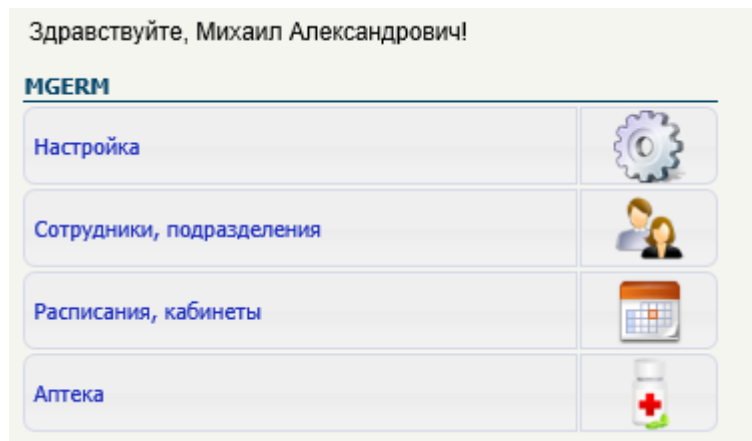 Здравствуйте, Михаил Александрович!
MGERM
Настройка
Сотрудники, подразделения
Расписания, кабинеты
Аптека